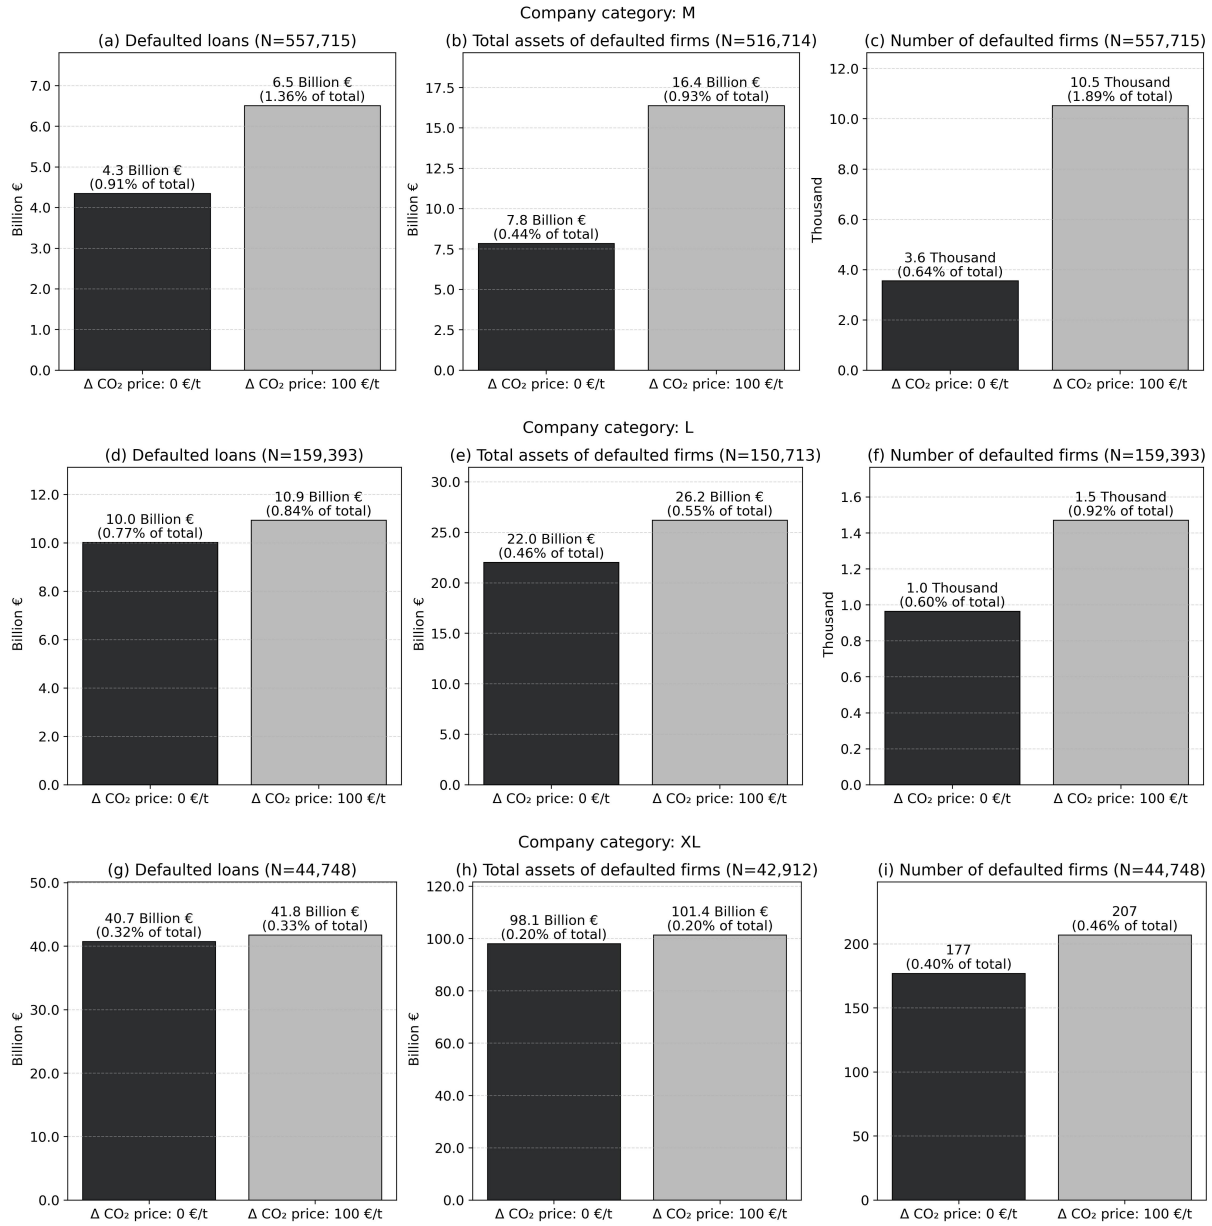 Company category: M
(a) Defaulted loans (N=557,715)
Billion €
7.0
6.0
5.0
4.0
3.0
2.0
1.0
0.0
4.3 Billion €
(0.91% of total)
6.5 Billion €
(1.36% of total)
Δ CO₂ price: 0 €/t
Δ CO₂ price: 100 €/t
(b) Total assets of defaulted firms (N=516,714)
Billion €
17.5
15.0
12.5
10.0
7.5
5.0
2.5
0.0
7.8 Billion €
(0.44% of total)
16.4 Billion €
(0.93% of total)
Δ CO₂ price: 0 €/t
Δ CO₂ price: 100 €/t
(c) Number of defaulted firms (N=557,715)
Thousand
12.0
10.0
8.0
6.0
4.0
2.0
0.0
3.6 Thousand
(0.64% of total)
10.5 Thousand
(1.89% of total)
Δ CO₂ price: 0 €/t
Δ CO₂ price: 100 €/t
Company category: L
(d) Defaulted loans (N=159,393)
Billion €
12.0
10.0
8.0
6.0
4.0
2.0
0.0
10.0 Billion €
(0.77% of total)
10.9 Billion €
(0.84% of total)
Δ CO₂ price: 0 €/t
Δ CO₂ price: 100 €/t
(e) Total assets of defaulted firms (N=150,713)
Billion €
30.0
25.0
20.0
15.0
10.0
5.0
0.0
22.0 Billion €
(0.46% of total)
26.2 Billion €
(0.55% of total)
Δ CO₂ price: 0 €/t
Δ CO₂ price: 100 €/t
(f) Number of defaulted firms (N=159,393)
Thousand
1.6
1.4
1.2
1.0
0.8
0.6
0.4
0.2
0.0
1.0 Thousand
(0.60% of total)
1.5 Thousand
(0.92% of total)
Δ CO₂ price: 0 €/t
Δ CO₂ price: 100 €/t
Company category: XL
(g) Defaulted loans (N=44,748)
Billion €
50.0
40.0
30.0
20.0
10.0
0.0
40.7 Billion €
(0.32% of total)
41.8 Billion €
(0.33% of total)
Δ CO₂ price: 0 €/t
Δ CO₂ price: 100 €/t
(h) Total assets of defaulted firms (N=42,912)
Billion €
120.0
100.0
80.0
60.0
40.0
20.0
0.0
98.1 Billion €
(0.20% of total)
101.4 Billion €
(0.20% of total)
Δ CO₂ price: 0 €/t
Δ CO₂ price: 100 €/t
(i) Number of defaulted firms (N=44,748)
200
150
100
50
0
177
(0.40% of total)
207
(0.46% of total)
Δ CO₂ price: 0 €/t
Δ CO₂ price: 100 €/t